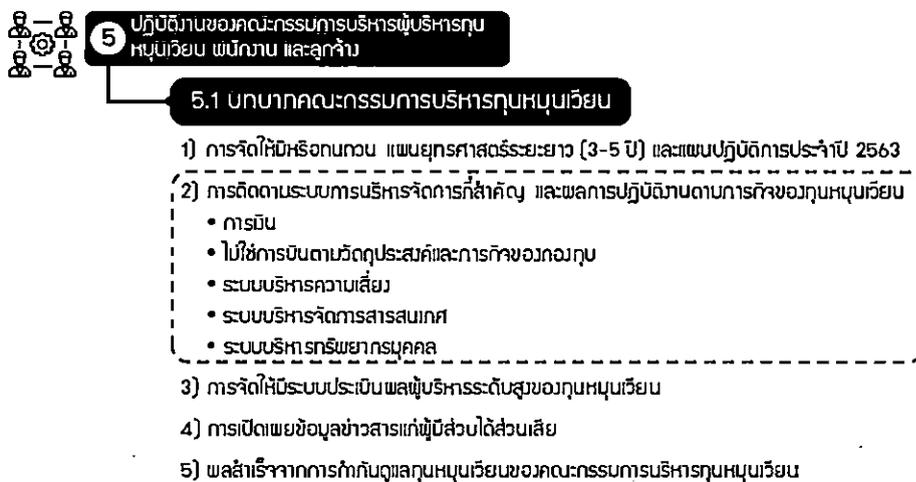 5 ปฏิบัติงานของคณะกรรมการบริหารผู้บริหารทุน
หมุนเวียน พนักงาน และลูกจ้าง
5.1 บทบาทคณะกรรมการบริหารทุนหมุนเวียน
1) การจัดให้มีหรือทบทวน แผนยุทธศาสตร์ระยะยาว (3-5 ปี) และแผนปฏิบัติการประจำปี 2563
2) การติดตามระบบการบริหารจัดการที่สำคัญ และผลการปฏิบัติงานตามภารกิจของทุนหมุนเวียน
• การเงิน
• ไม่ใช่การเงินตามวัตถุประสงค์และภารกิจของกองทุน
• ระบบบริหารความเสี่ยง
• ระบบบริหารจัดการสารสนเทศ
• ระบบบริหารทรัพยากรบุคคล
3) การจัดให้มีระบบประเมินผลผู้บริหารระดับสูงของทุนหมุนเวียน
4) การเปิดเผยข้อมูลข่าวสารแก่ผู้มีส่วนได้ส่วนเสีย
5) ผลสำเร็จจากการกำกับดูแลทุนหมุนเวียนของคณะกรรมการบริหารทุนหมุนเวียน